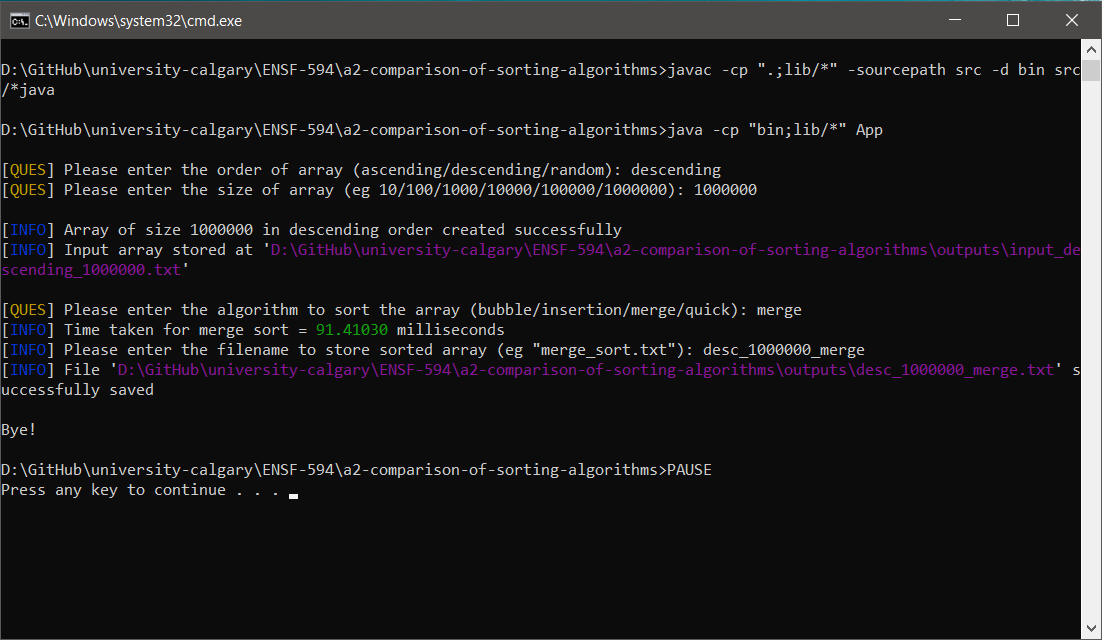 C:\Windows\system32\cmd.exe
D:\GitHub\university-calgary\ENSF-594\a2-comparison-of-sorting-algorithms>javac -cp ".;lib/*" -sourcepath src -d bin src
/*java
D:\GitHub\university-calgary\ENSF-594\a2-comparison-of-sorting-algorithms>java -cp "bin;lib/*" App
[QUES] Please enter the order of array (ascending/descending/random): descending
[QUES] Please enter the size of array (eg 10/100/1000/10000/100000/1000000): 1000000
[INFO] Array of size 1000000 in descending order created successfully
[INFO] Input array stored at 'D:\GitHub\university-calgary\ENSF-594\a2-comparison-of-sorting-algorithms\outputs\input_de
scending_1000000.txt'
[QUES] Please enter the algorithm to sort the array (bubble/insertion/merge/quick): merge
[INFO] Time taken for merge sort = 91.41030 milliseconds
[INFO] Please enter the filename to store sorted array (eg "merge_sort.txt"): desc_1000000_merge
[INFO] File 'D:\GitHub\university-calgary\ENSF-594\a2-comparison-of-sorting-algorithms\outputs\desc_1000000_merge.txt' s
uccessfully saved
Bye!
D:\GitHub\university-calgary\ENSF-594\a2-comparison-of-sorting-algorithms>PAUSE
Press any key to continue . . .